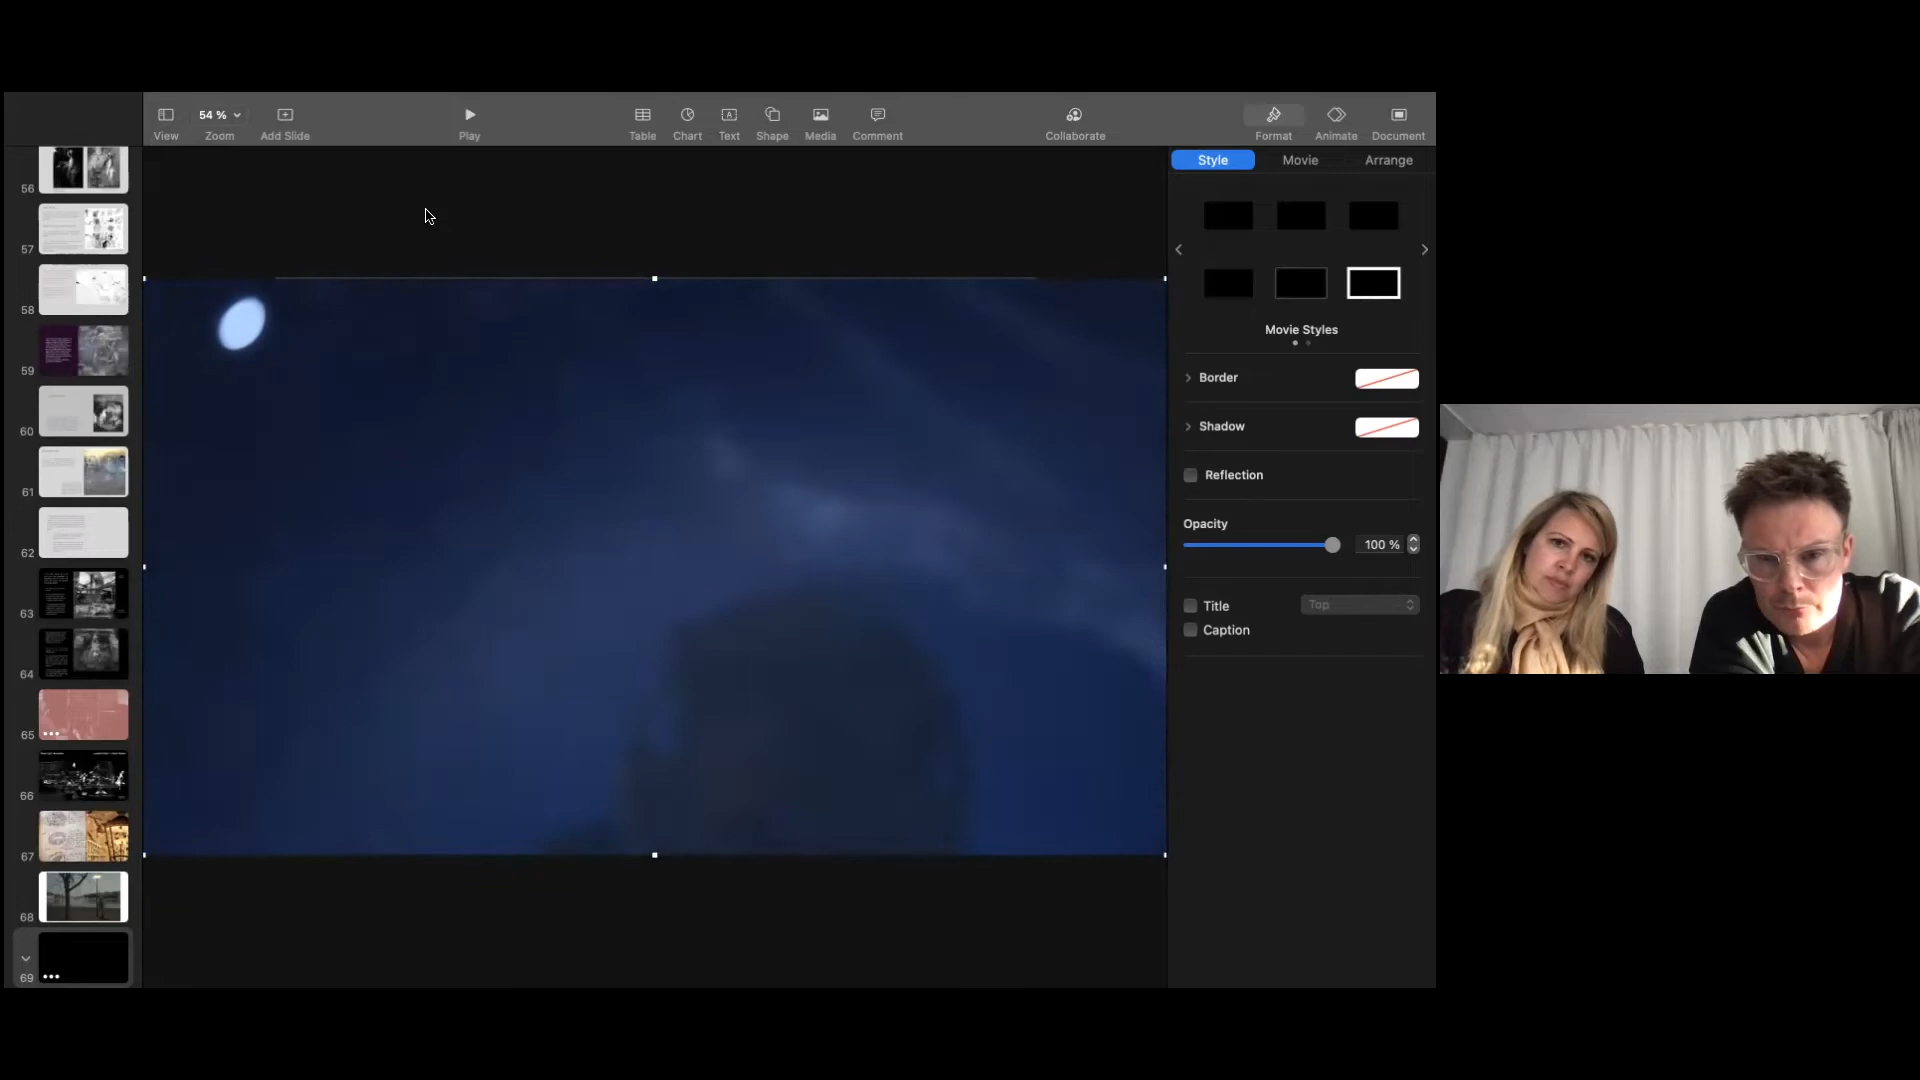 54 %
View
Zoom
Add Slide
Play
Table
Chart
Text
Shape
Media
Comment
Collaborate
Format
Animate
Document
Style
Movie
Arrange
56
57
58
59
60
61
62
63
64
65
66
67
68
69
Movie Styles
Border
Shadow
Reflection
Opacity
100 %
Title
Top
Caption